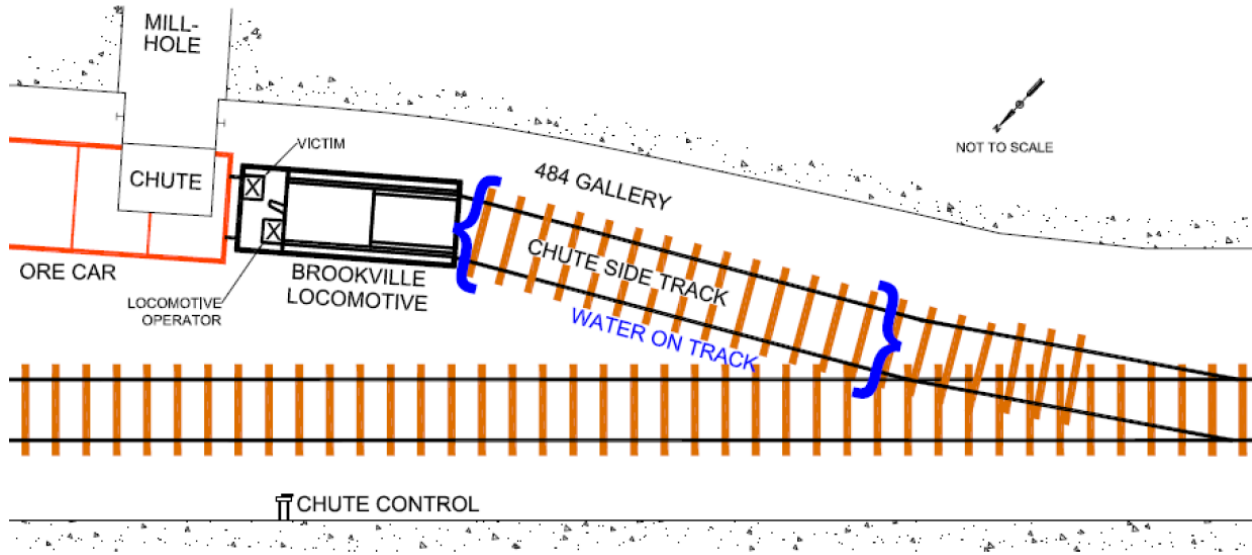 MILL-
HOLE
VICTIM
NOT TO SCALE
CHUTE
484 GALLERY
CHUTE SIDE TRACK
ORE CAR
BROOKVILLE
LOCOMOTIVE
LOCOMOTIVE
OPERATOR
WATER ON TRACK
CHUTE CONTROL